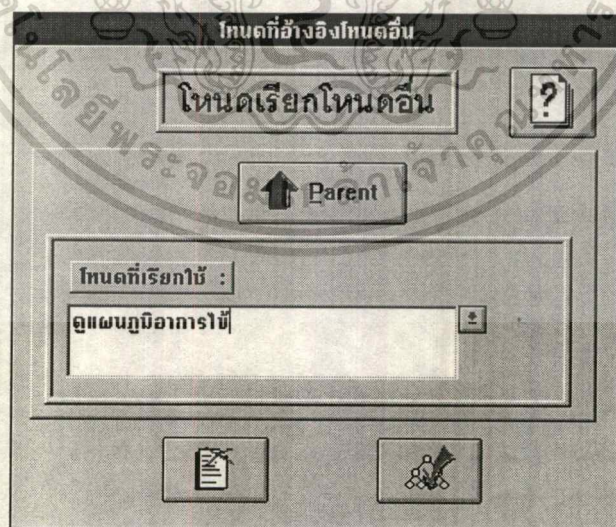 โหนดที่อ้างอิงโหนดอื่น
โหนดเรียกโหนดอื่น
?
Parent
โหนดที่เรียกใช้ :
ดูแผนภูมิอาการไข้